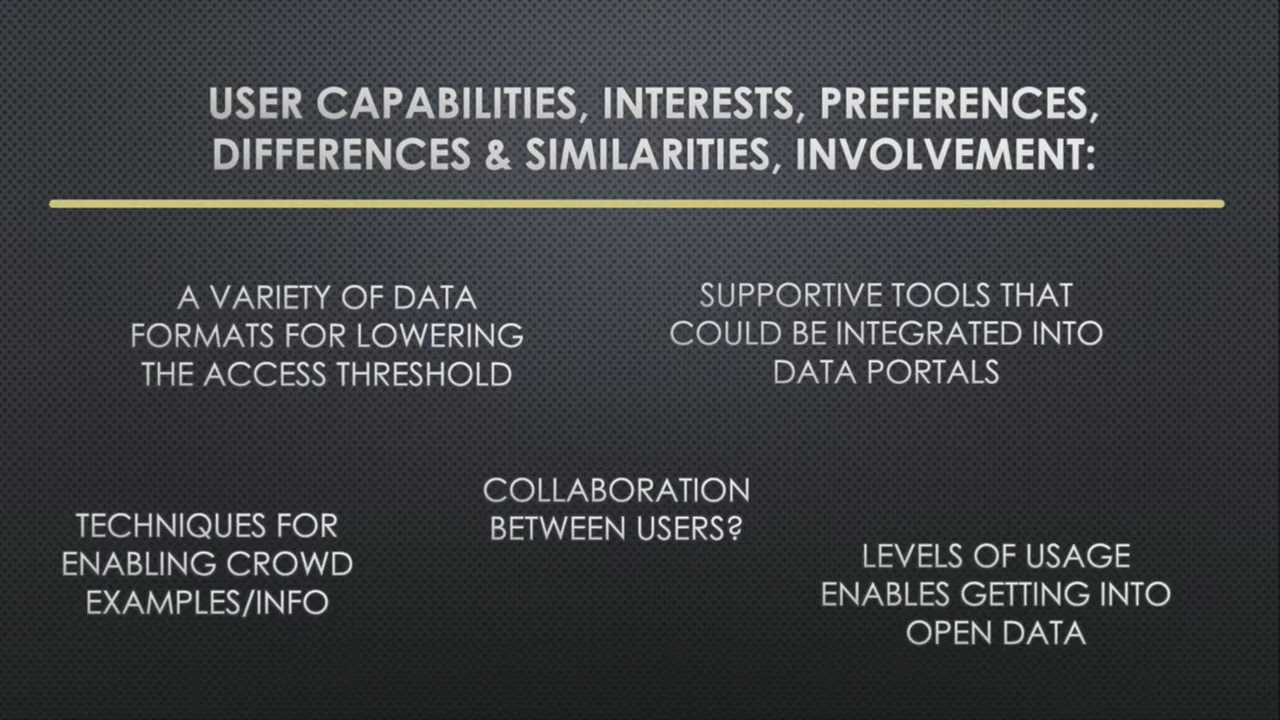 USER CAPABILITIES, INTERESTS, PREFERENCES,
DIFFERENCES & SIMILARITIES, INVOLVEMENT:
A VARIETY OF DATA
FORMATS FOR LOWERING
THE ACCESS THRESHOLD
SUPPORTIVE TOOLS THAT
COULD BE INTEGRATED INTO
DATA PORTALS
TECHNIQUES FOR
ENABLING CROWD
EXAMPLES/INFO
COLLABORATION
BETWEEN USERS?
LEVELS OF USAGE
ENABLES GETTING INTO
OPEN DATA